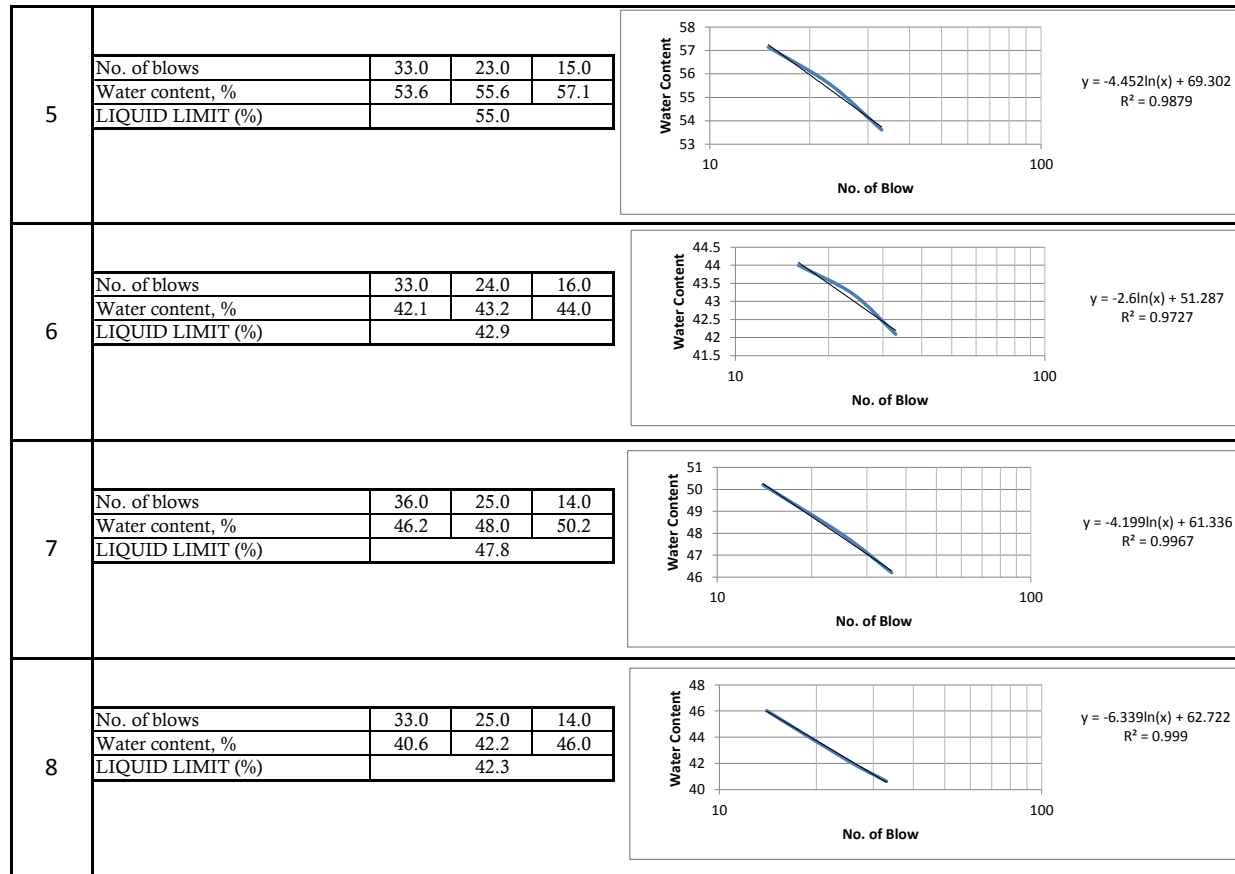 5
No. of blows 33.0 23.0 15.0
Water content, % 53.6 55.6 57.1
LIQUID LIMIT (%) 55.0
58
57
56
55
54
53
10 100
Water Content
No. of Blow
y = -4.452ln(x) + 69.302
R² = 0.9879
6
No. of blows 33.0 24.0 16.0
Water content, % 42.1 43.2 44.0
LIQUID LIMIT (%) 42.9
44.5
44
43.5
43
42.5
42
41.5
10 100
Water Content
No. of Blow
y = -2.6ln(x) + 51.287
R² = 0.9727
7
No. of blows 36.0 25.0 14.0
Water content, % 46.2 48.0 50.2
LIQUID LIMIT (%) 47.8
51
50
49
48
47
46
10 100
Water Content
No. of Blow
y = -4.199ln(x) + 61.336
R² = 0.9967
8
No. of blows 33.0 25.0 14.0
Water content, % 40.6 42.2 46.0
LIQUID LIMIT (%) 42.3
48
46
44
42
40
10 100
Water Content
No. of Blow
y = -6.339ln(x) + 62.722
R² = 0.999